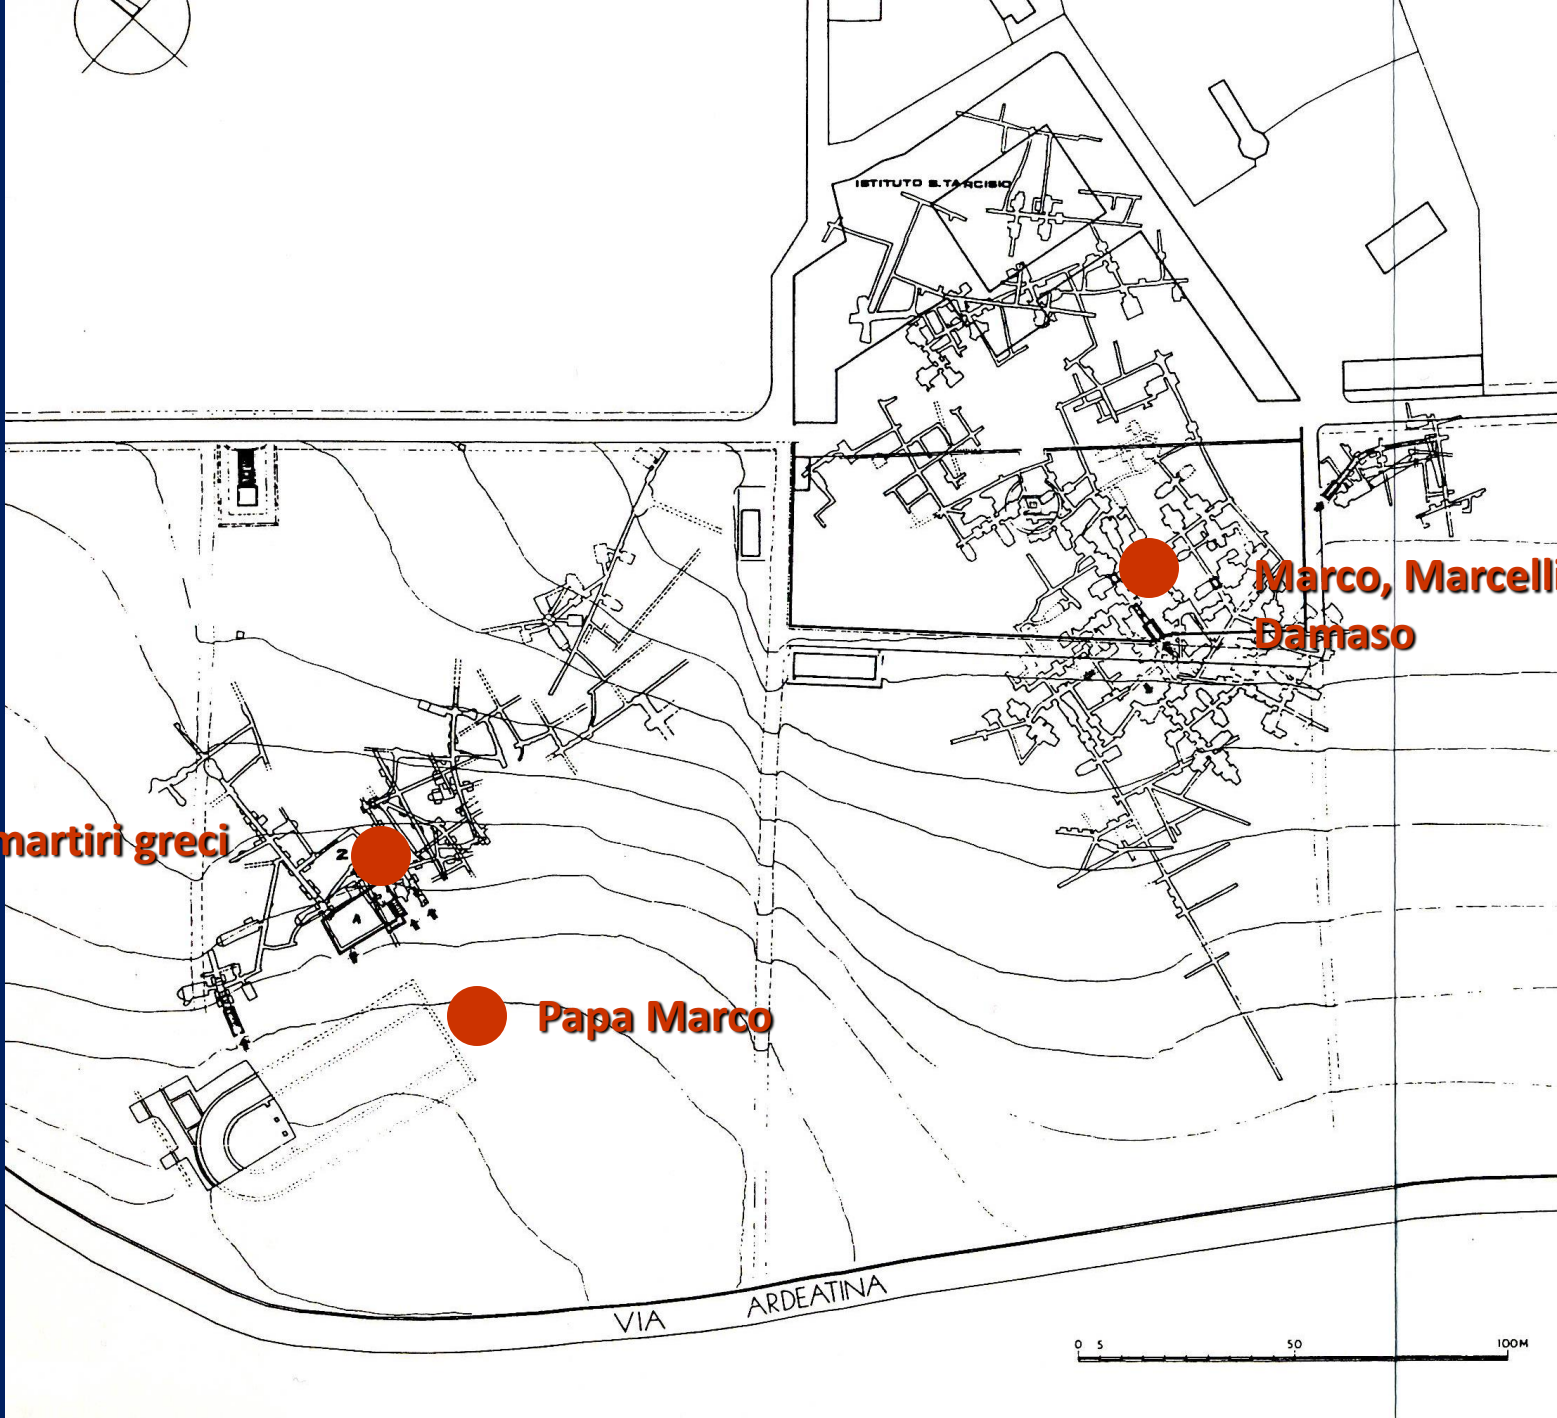 ISTITUTO S. TARCISIO
Marco, Marcelli
Damaso
martiri greci
2
1
Papa Marco
VIA ARDEATINA
0 5 50 100M